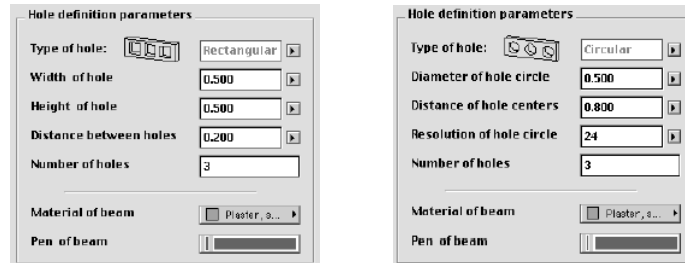 Hole definition parameters
Type of hole: Rectangular
Width of hole 0.500
Height of hole 0.500
Distance between holes 0.200
Number of holes 3
Material of beam Plaster, s...
Pen of beam
Hole definition parameters
Type of hole: Circular
Diameter of hole circle 0.500
Distance of hole centers 0.800
Resolution of hole circle 24
Number of holes 3
Material of beam Plaster, s...
Pen of beam